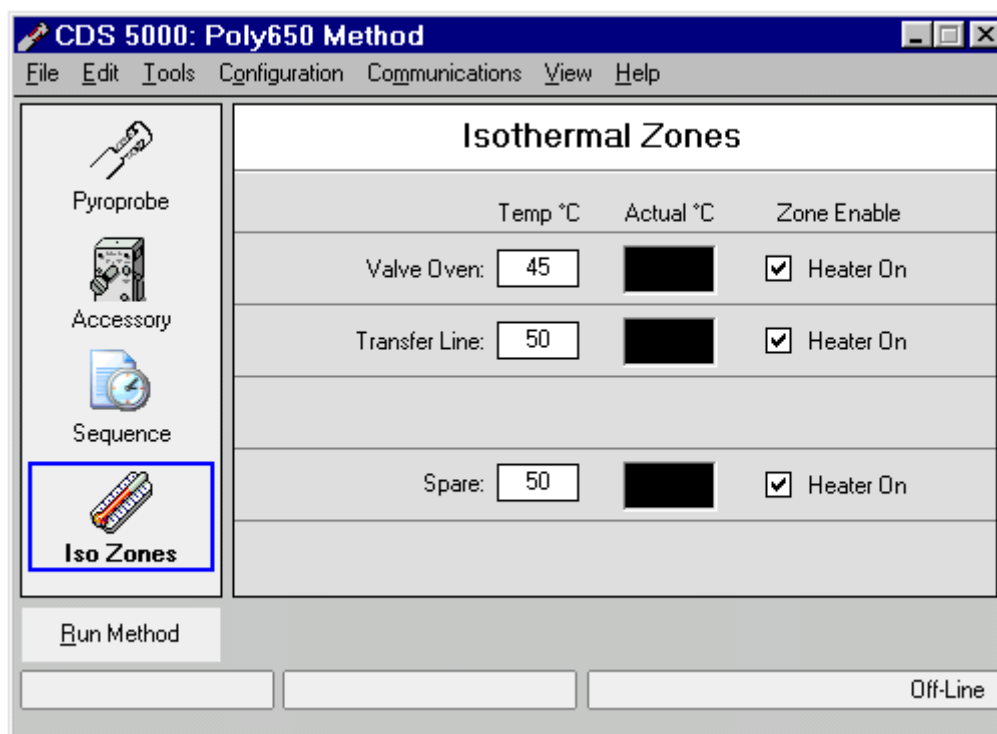 CDS 5000: Poly650 Method
File Edit Tools Configuration Communications View Help
Pyroprobe
Accessory
Sequence
Iso Zones
Isothermal Zones
Temp °C Actual °C Zone Enable
Valve Oven: 45 Heater On
Transfer Line: 50 Heater On
Spare: 50 Heater On
Run Method
Off-Line